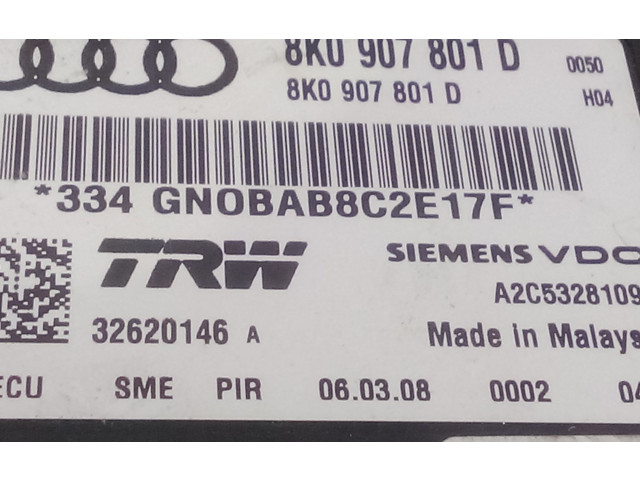 8K0 907 801 D 0050
8K0 907 801 D H04
*334 GNOBAB8C2E17F*
TRW SIEMENS VDO
32620146 A A2C5328109
Made in Malays
ECU SME PIR 06.03.08 0002 04